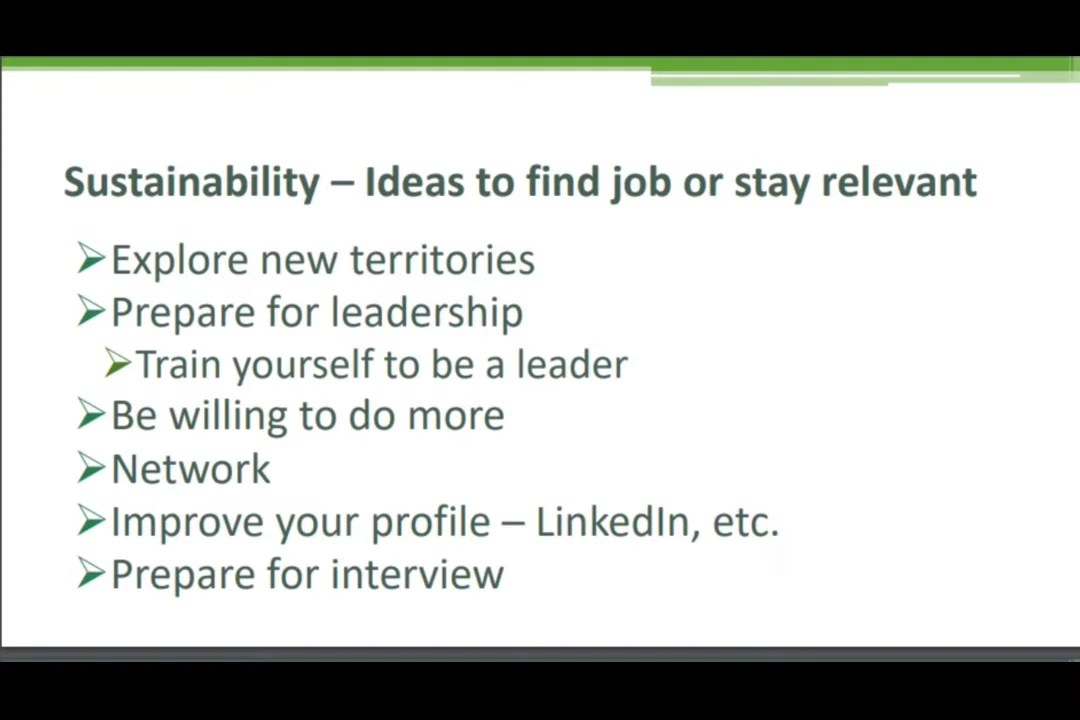 Sustainability – Ideas to find job or stay relevant
➢Explore new territories
➢Prepare for leadership
➢Train yourself to be a leader
➢Be willing to do more
➢Network
➢Improve your profile – LinkedIn, etc.
➢Prepare for interview